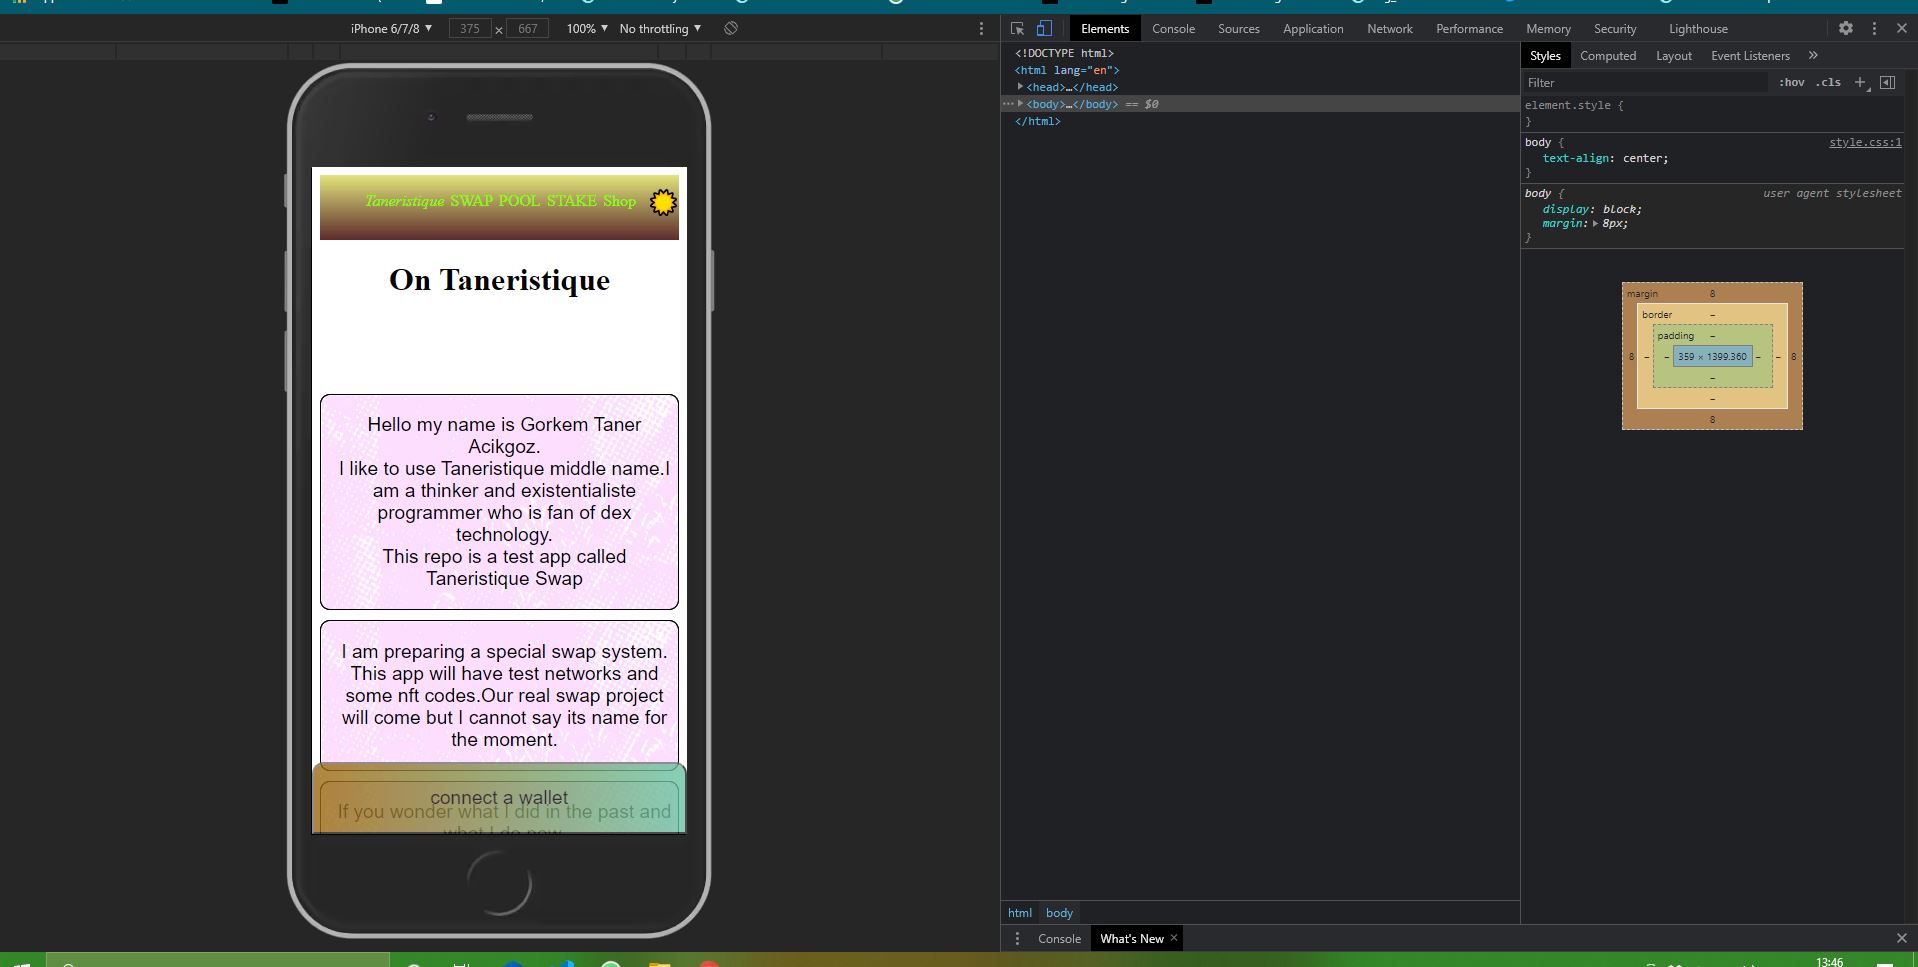 iPhone 6/7/8 ▼ 375 × 667 100% ▼ No throttling ▼
Elements Console Sources Application Network Performance Memory Security Lighthouse
<!DOCTYPE html>
<html lang="en">
<head>…</head>
<body>…</body> == $0
</html>
Styles Computed Layout Event Listeners »
Filter :hov .cls +
element.style {
}
body { style.css:1
text-align: center;
}
body { user agent stylesheet
display: block;
margin: 8px;
}
margin 8
border –
padding –
8 – – 359 × 1399.360 – – 8
–
–
8
Taneristique SWAP POOL STAKE Shop
On Taneristique
Hello my name is Gorkem Taner
Acikgoz.
I like to use Taneristique middle name.I
am a thinker and existentialiste
programmer who is fan of dex
technology.
This repo is a test app called
Taneristique Swap
I am preparing a special swap system.
This app will have test networks and
some nft codes.Our real swap project
will come but I cannot say its name for
the moment.
connect a wallet
If you wonder what I did in the past and
what I do now
html body
Console What's New ×
13:46